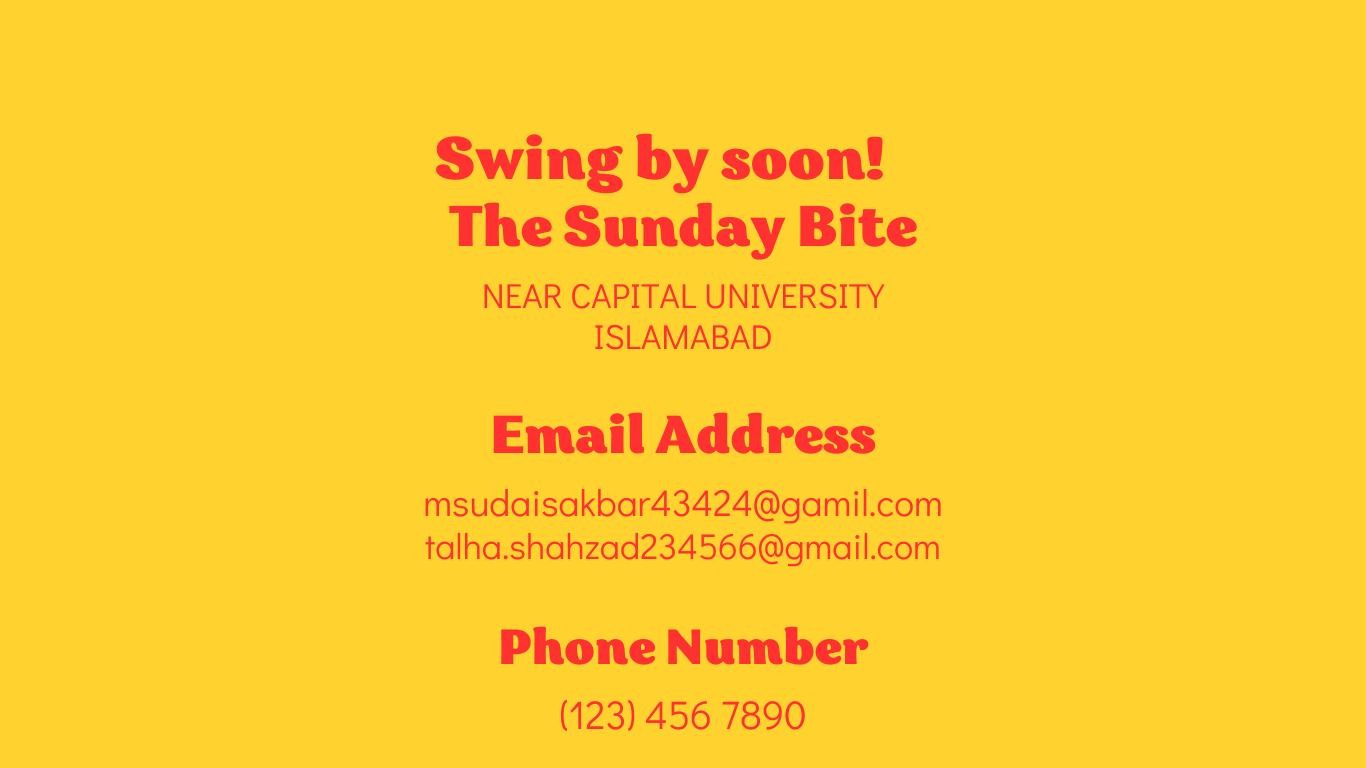 Swing by soon!
The Sunday Bite
NEAR CAPITAL UNIVERSITY
ISLAMABAD
Email Address
msudaisakbar43424@gamil.com
talha.shahzad234566@gmail.com
Phone Number
(123) 456 7890